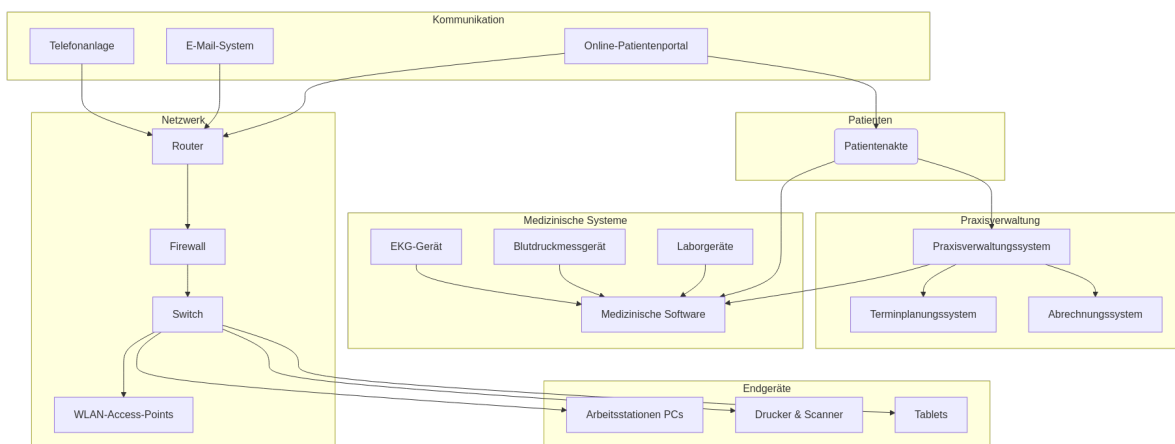 Kommunikation
Telefonanlage
E-Mail-System
Online-Patientenportal
Netzwerk
Router
Patienten
Patientenakte
Medizinische Systeme
EKG-Gerät
Blutdruckmessgerät
Laborgeräte
Praxisverwaltung
Praxisverwaltungssystem
Firewall
Switch
Medizinische Software
Terminplanungssystem
Abrechnungssystem
Endgeräte
WLAN-Access-Points
Arbeitsstationen PCs
Drucker & Scanner
Tablets